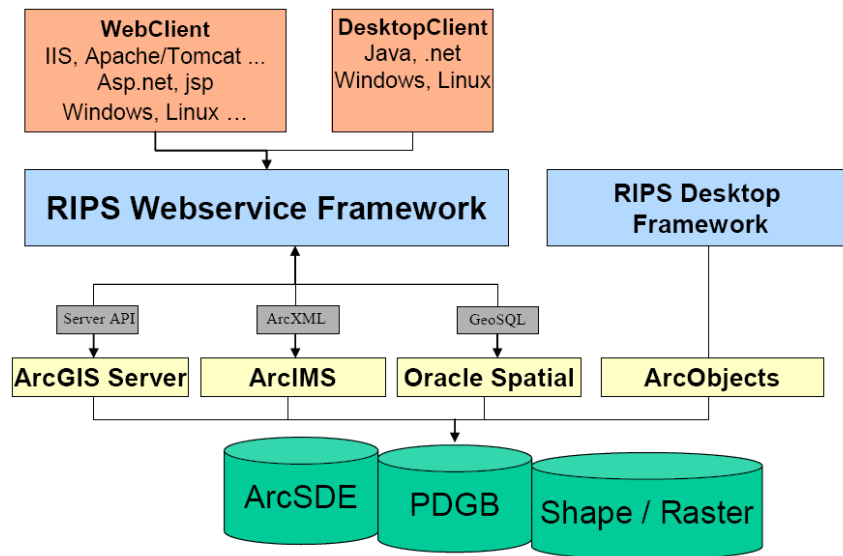 WebClient
IIS, Apache/Tomcat ...
Asp.net, jsp
Windows, Linux …
DesktopClient
Java, .net
Windows, Linux
RIPS Webservice Framework
RIPS Desktop
Framework
Server API
ArcXML
GeoSQL
ArcGIS Server
ArcIMS
Oracle Spatial
ArcObjects
ArcSDE
PDGB
Shape / Raster